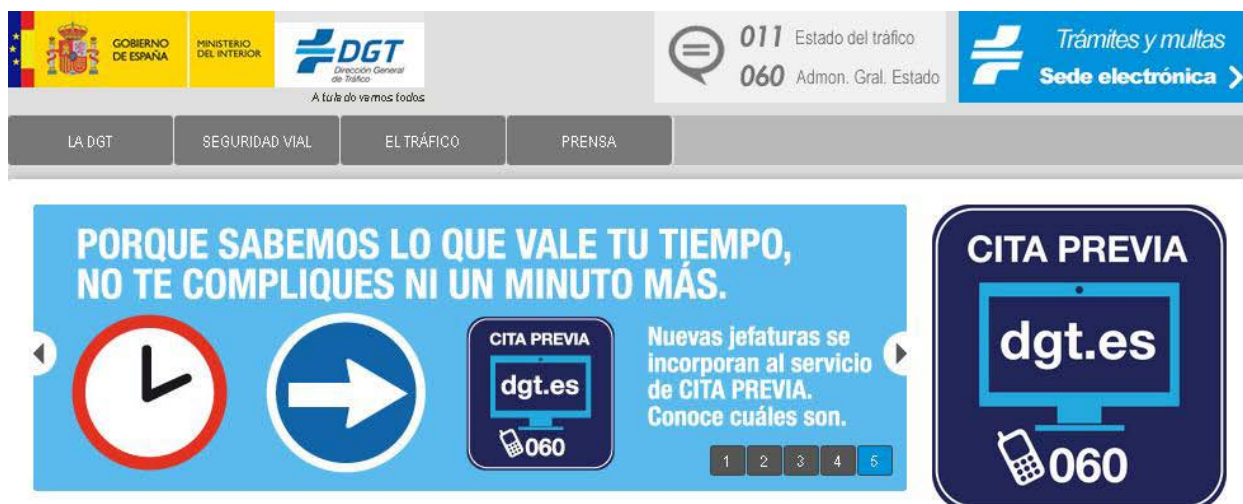 GOBIERNO
DE ESPAÑA
MINISTERIO
DEL INTERIOR
DGT
Dirección General
de Tráfico
A tu lado vamos todos
011 Estado del tráfico
060 Admon. Gral. Estado
Trámites y multas
Sede electrónica
LA DGT
SEGURIDAD VIAL
EL TRÁFICO
PRENSA
PORQUE SABEMOS LO QUE VALE TU TIEMPO,
NO TE COMPLIQUES NI UN MINUTO MÁS.
CITA PREVIA
dgt.es
060
Nuevas jefaturas se
incorporan al servicio
de CITA PREVIA.
Conoce cuáles son.
1 2 3 4 5
CITA PREVIA
dgt.es
060